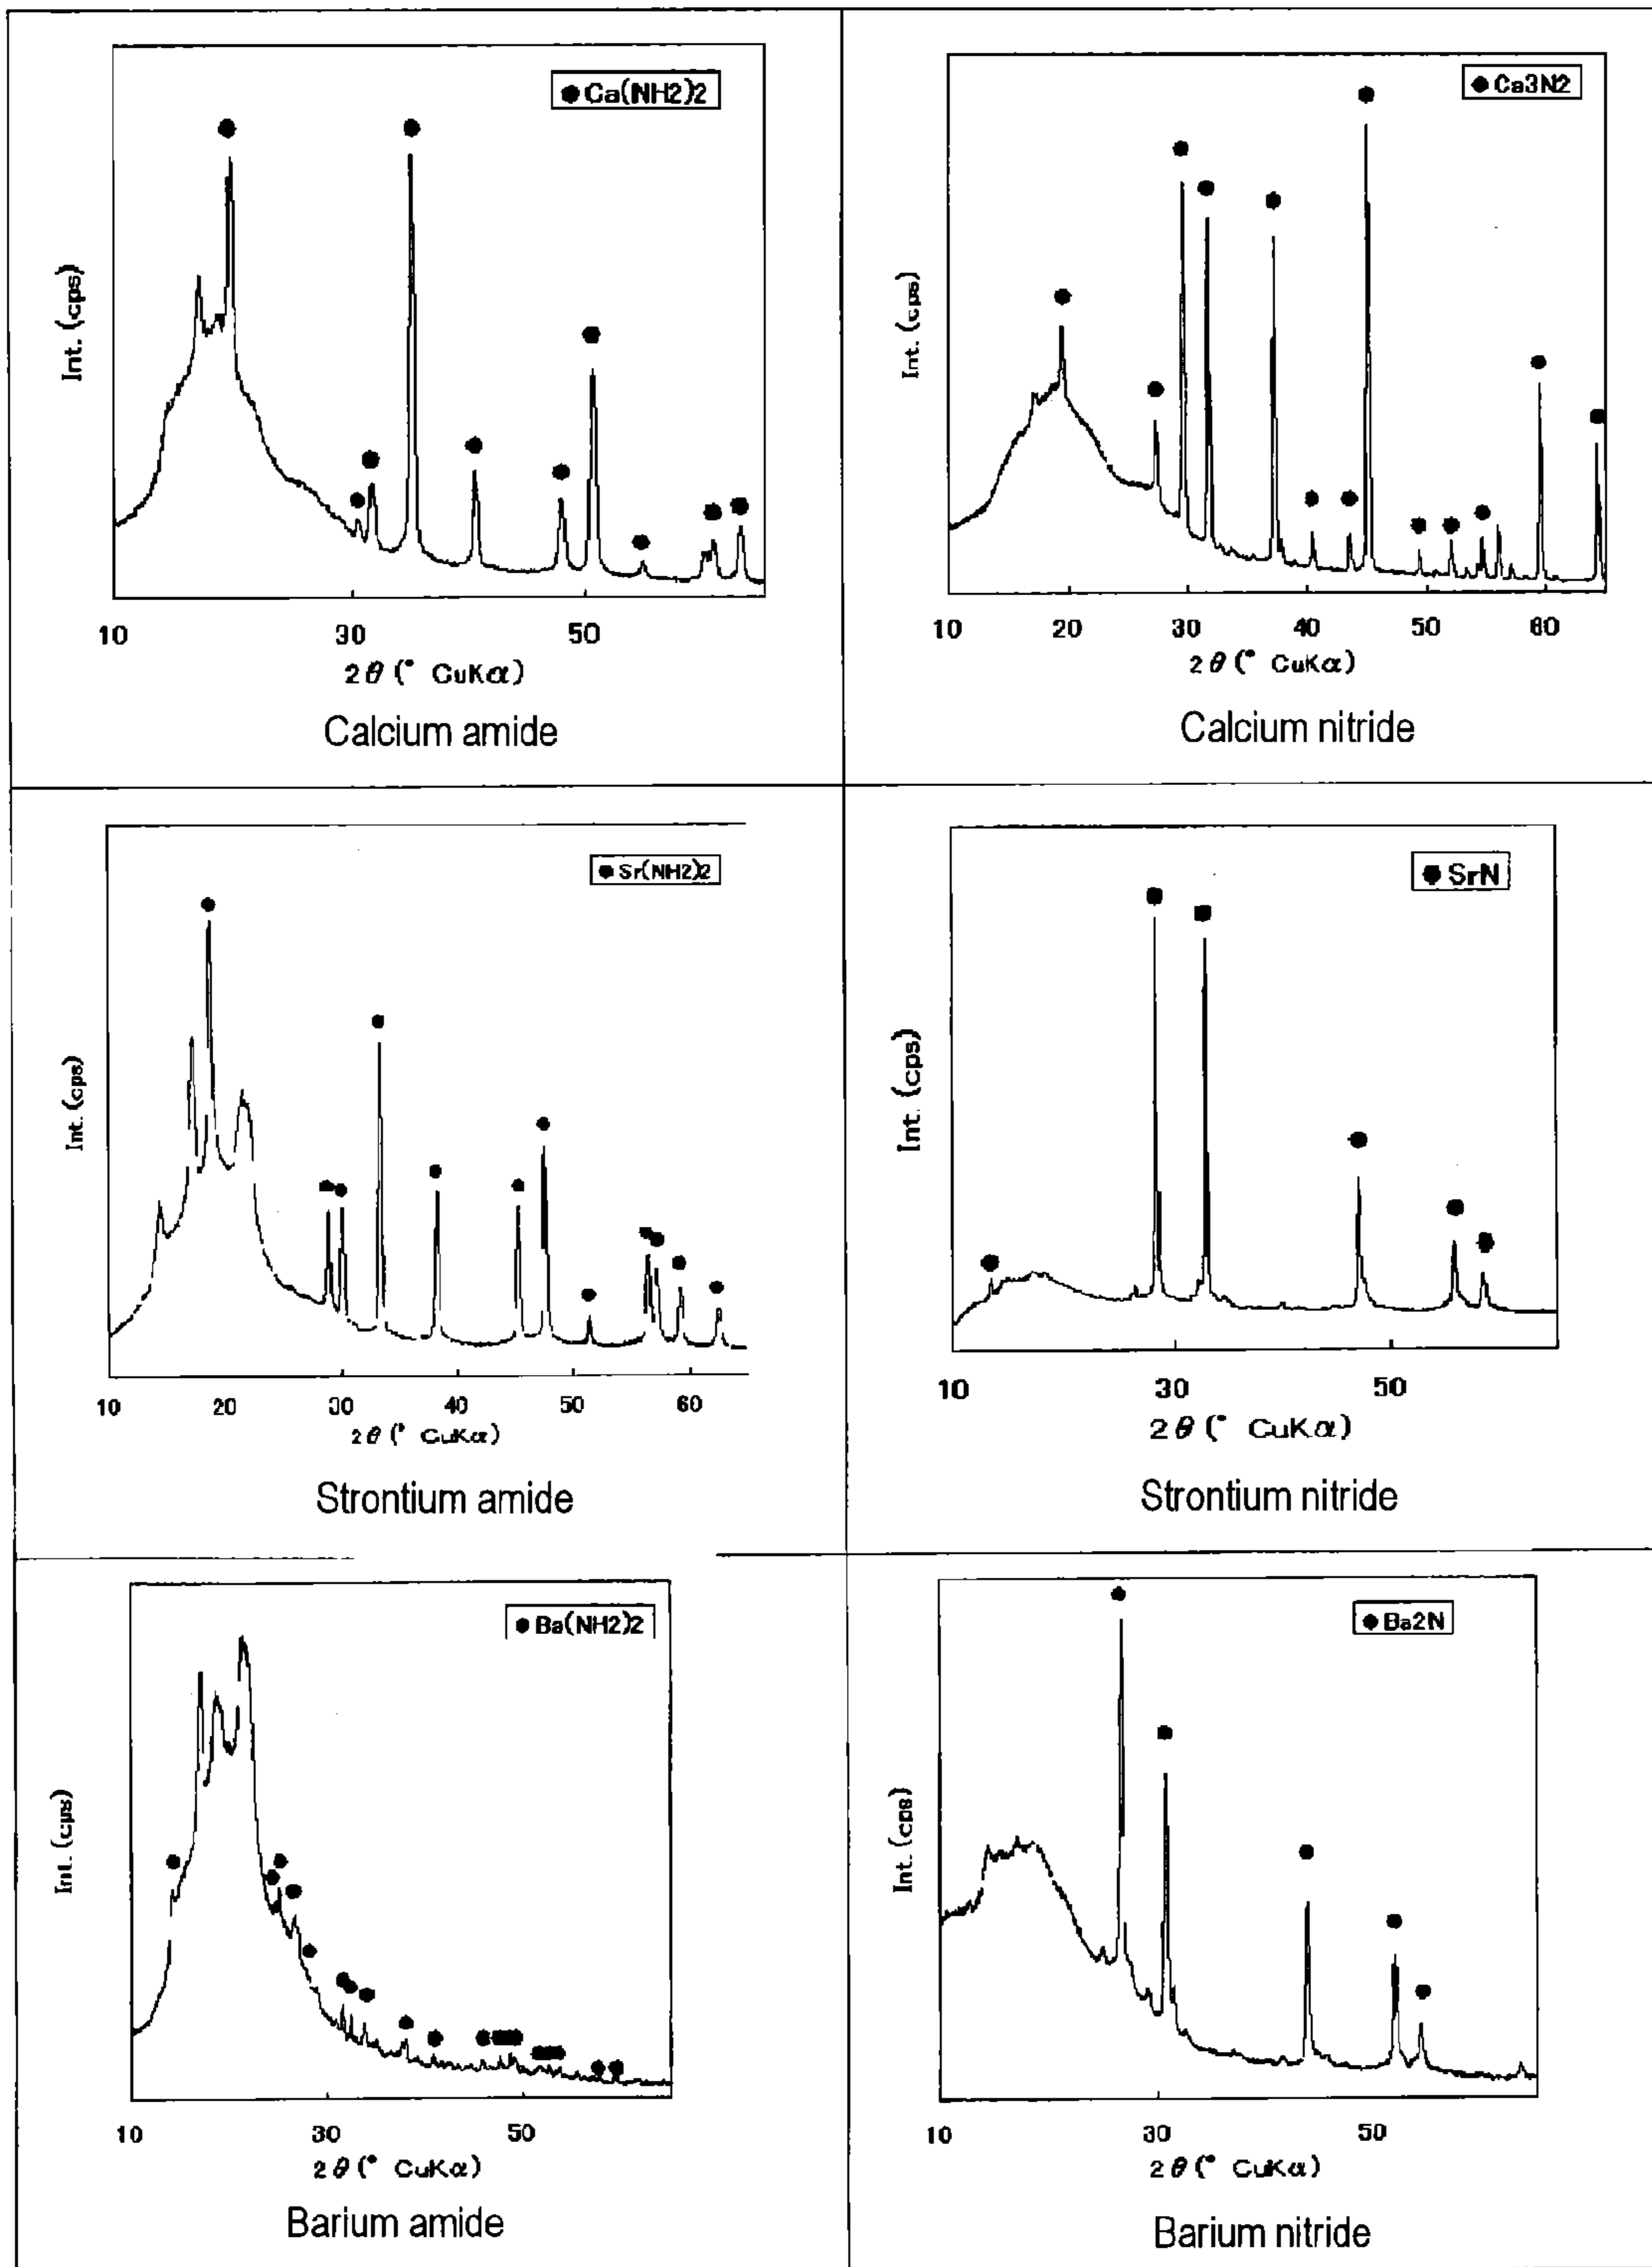 Ca(NH2)2
Int. (cps)
10 30 50
2θ (° CuKα)
Calcium amide
Ca3N2
Int. (cps)
10 20 30 40 50 60
2θ (° CuKα)
Calcium nitride
Sr(NH2)2
Int. (cps)
10 20 30 40 50 60
2θ (° CuKα)
Strontium amide
SrN
Int. (cps)
10 30 50
2θ (° CuKα)
Strontium nitride
Ba(NH2)2
Int. (cps)
10 30 50
2θ (° CuKα)
Barium amide
Ba2N
Int. (cps)
10 30 50
2θ (° CuKα)
Barium nitride